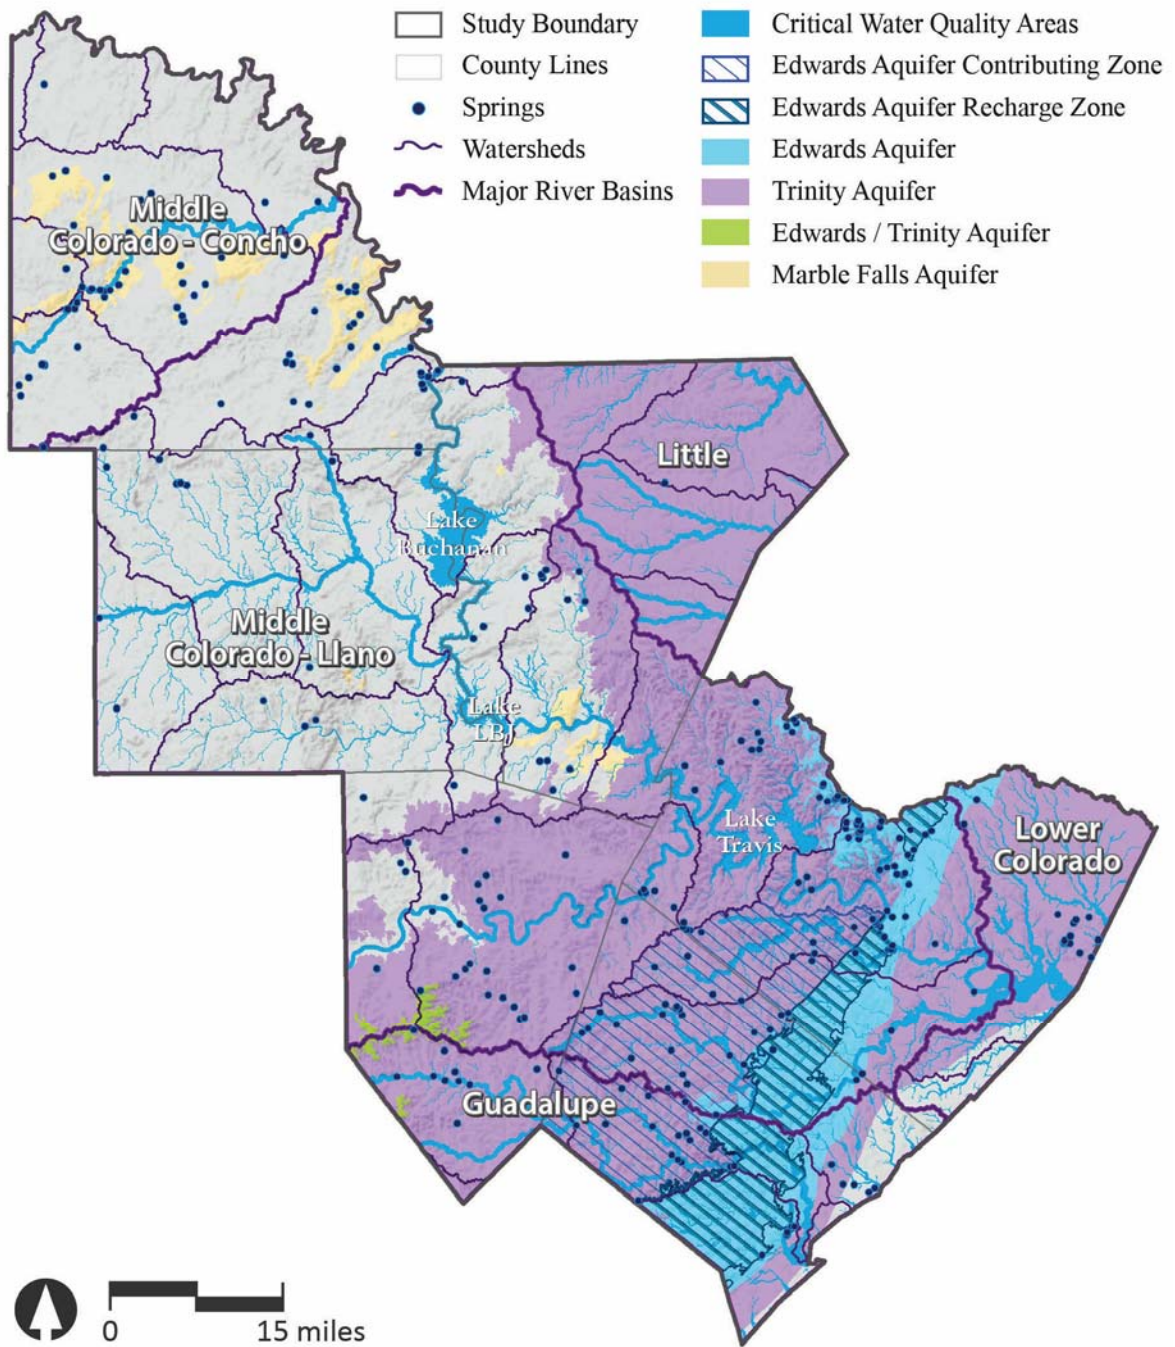 Study Boundary
County Lines
Springs
Watersheds
Major River Basins
Critical Water Quality Areas
Edwards Aquifer Contributing Zone
Edwards Aquifer Recharge Zone
Edwards Aquifer
Trinity Aquifer
Edwards / Trinity Aquifer
Marble Falls Aquifer
Middle
Colorado - Concho
Little
Lake
Buchanan
Middle
Colorado - Llano
Lake
LBJ
Lake
Travis
Lower
Colorado
Guadalupe
0 15 miles